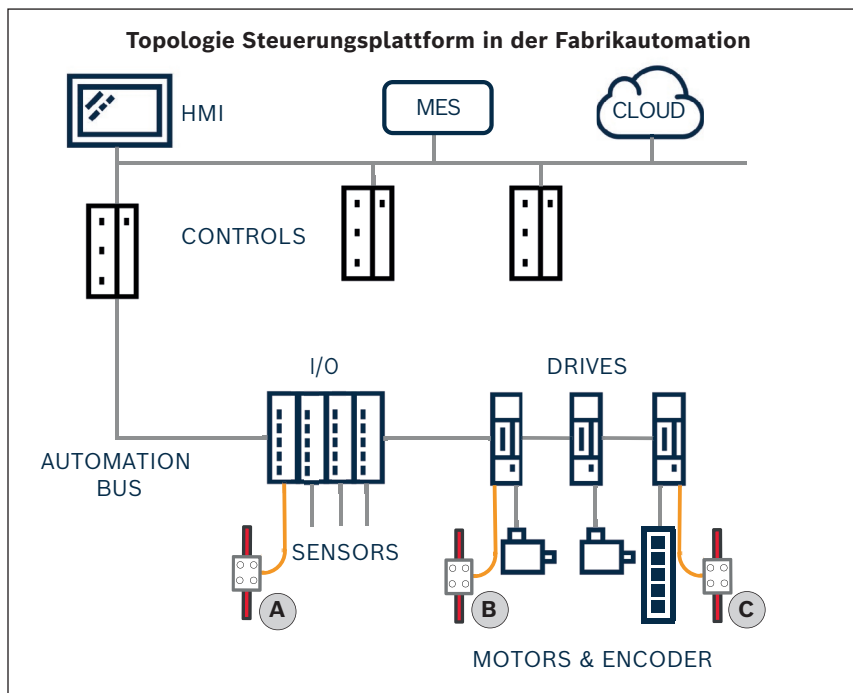 Topologie Steuerungsplattform in der Fabrikautomation
HMI
MES
CLOUD
CONTROLS
I/O
DRIVES
AUTOMATION
BUS
SENSORS
A
B
C
MOTORS & ENCODER